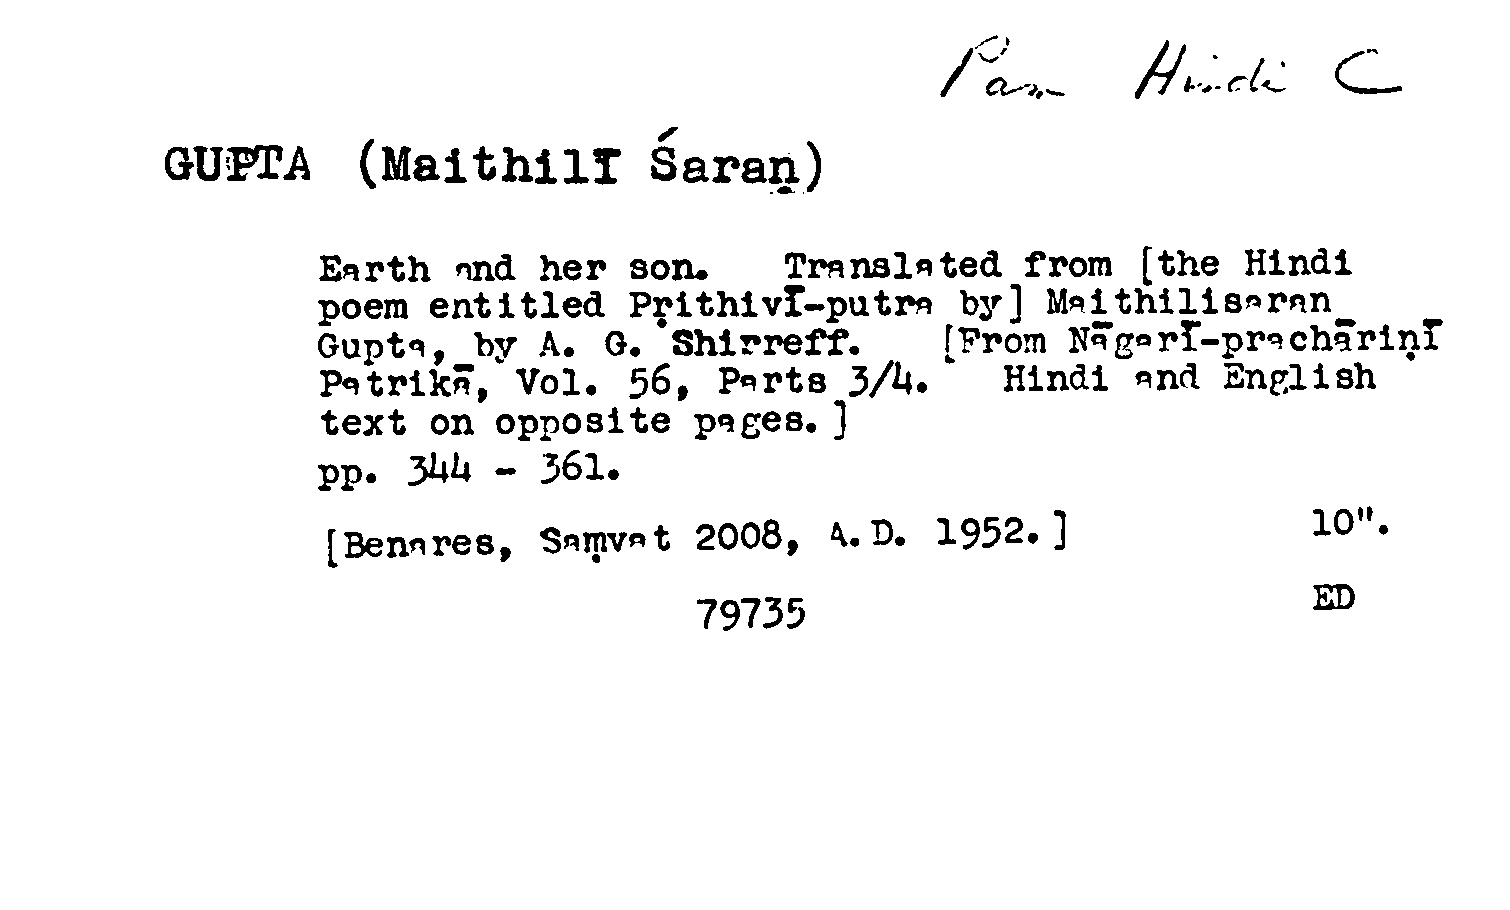 Pam Hindi C
GUPTA (Maithilī Śaraṇ)
Earth and her son. Translated from [the Hindi
poem entitled Pṛithivī-putra by] Maithilisaran
Gupta, by A. G. Shirreff. [From Nāgarī-prachāriṇī
Patrikā, Vol. 56, Parts 3/4. Hindi and English
text on opposite pages.]
pp. 344 - 361.
[Benares, Saṃvat 2008, A.D. 1952.] 10".
79735 ED